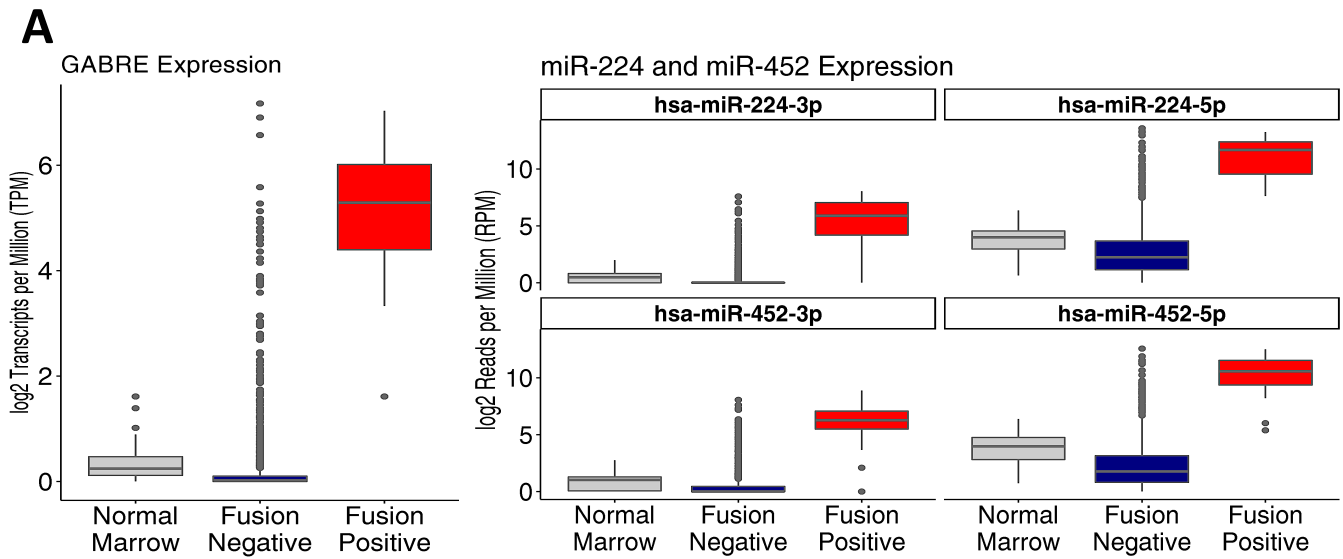 A
GABRE Expression
log2 Transcripts per Million (TPM)
6
4
2
0
Normal Marrow
Fusion Negative
Fusion Positive
miR-224 and miR-452 Expression
log2 Reads per Million (RPM)
hsa-miR-224-3p
hsa-miR-224-5p
10
5
0
hsa-miR-452-3p
hsa-miR-452-5p
10
5
0
Normal Marrow
Fusion Negative
Fusion Positive
Normal Marrow
Fusion Negative
Fusion Positive